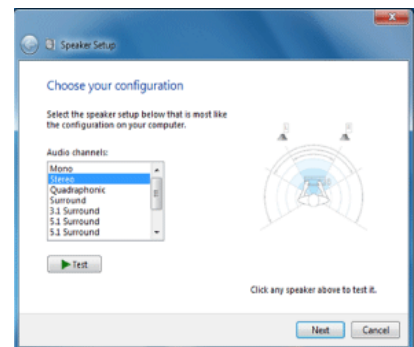 Speaker Setup
Choose your configuration
Select the speaker setup below that is most like
the configuration on your computer.
Audio channels:
Mono
Stereo
Quadraphonic
Surround
3.1 Surround
5.1 Surround
5.1 Surround
Test
Click any speaker above to test it.
Next
Cancel